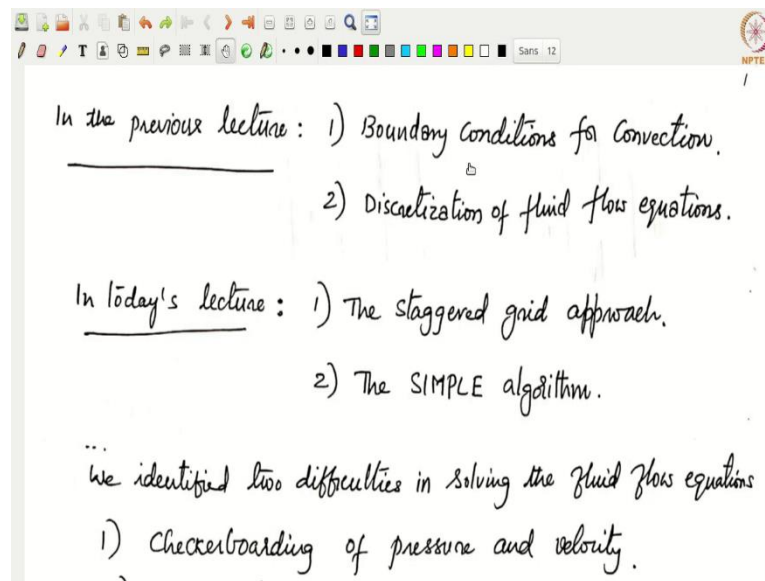 T
Sans 12
NPTE
1
In the previous lecture : 1) Boundary Conditions for Convection.
2) Discretization of fluid flow equations.
In today's lecture : 1) The staggered grid approach.
2) The SIMPLE algorithm.
...
We identified two difficulties in solving the fluid flow equations
1) Checkerboarding of pressure and velocity.